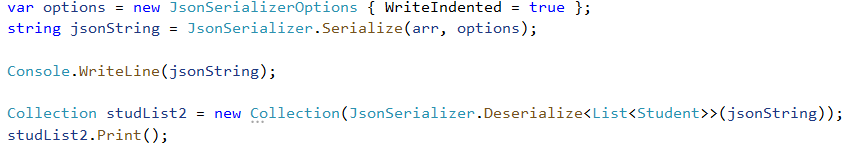 var options = new JsonSerializerOptions { WriteIndented = true };
string jsonString = JsonSerializer.Serialize(arr, options);
Console.WriteLine(jsonString);
Collection studList2 = new Collection(JsonSerializer.Deserialize<List<Student>>(jsonString));
studList2.Print();